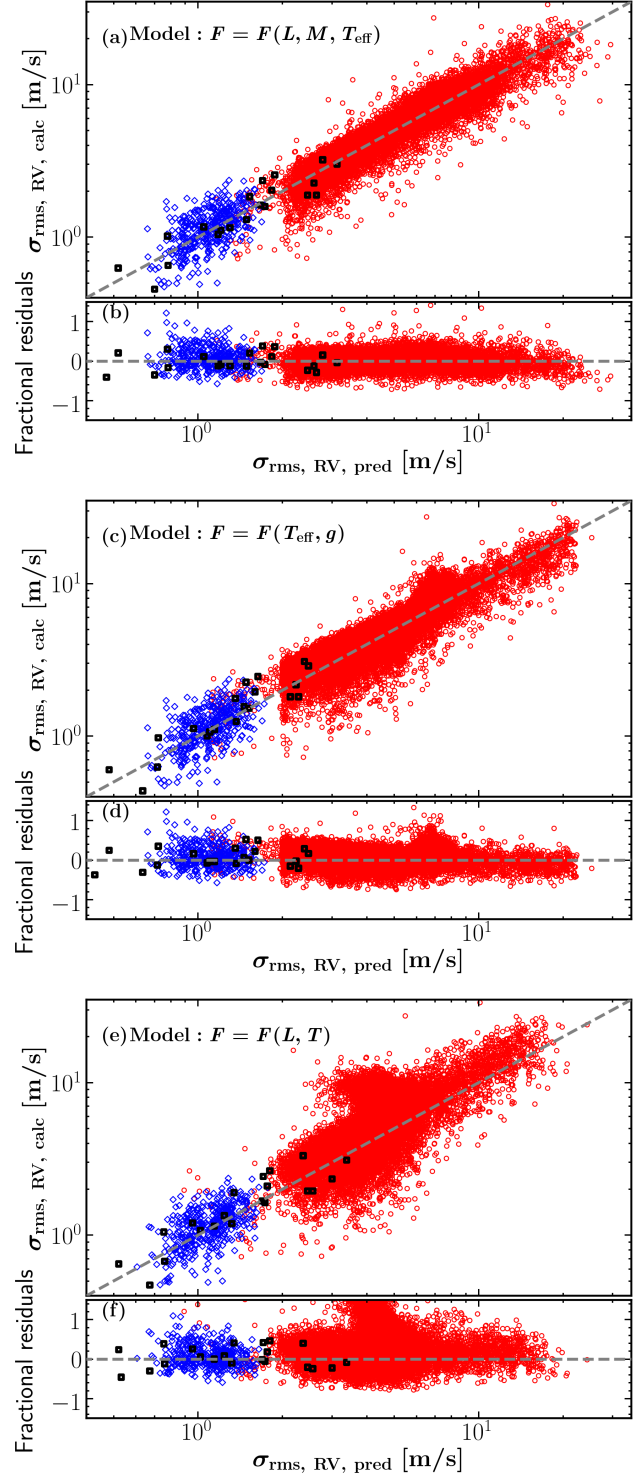 (a) Model : F = F(L, M, T_eff)
σ_rms, RV, calc [m/s]
10^1
10^0
(b)
Fractional residuals
1
0
−1
10^0 10^1
σ_rms, RV, pred [m/s]
(c) Model : F = F(T_eff, g)
σ_rms, RV, calc [m/s]
10^1
10^0
(d)
Fractional residuals
1
0
−1
10^0 10^1
σ_rms, RV, pred [m/s]
(e) Model : F = F(L, T)
σ_rms, RV, calc [m/s]
10^1
10^0
(f)
Fractional residuals
1
0
−1
10^0 10^1
σ_rms, RV, pred [m/s]